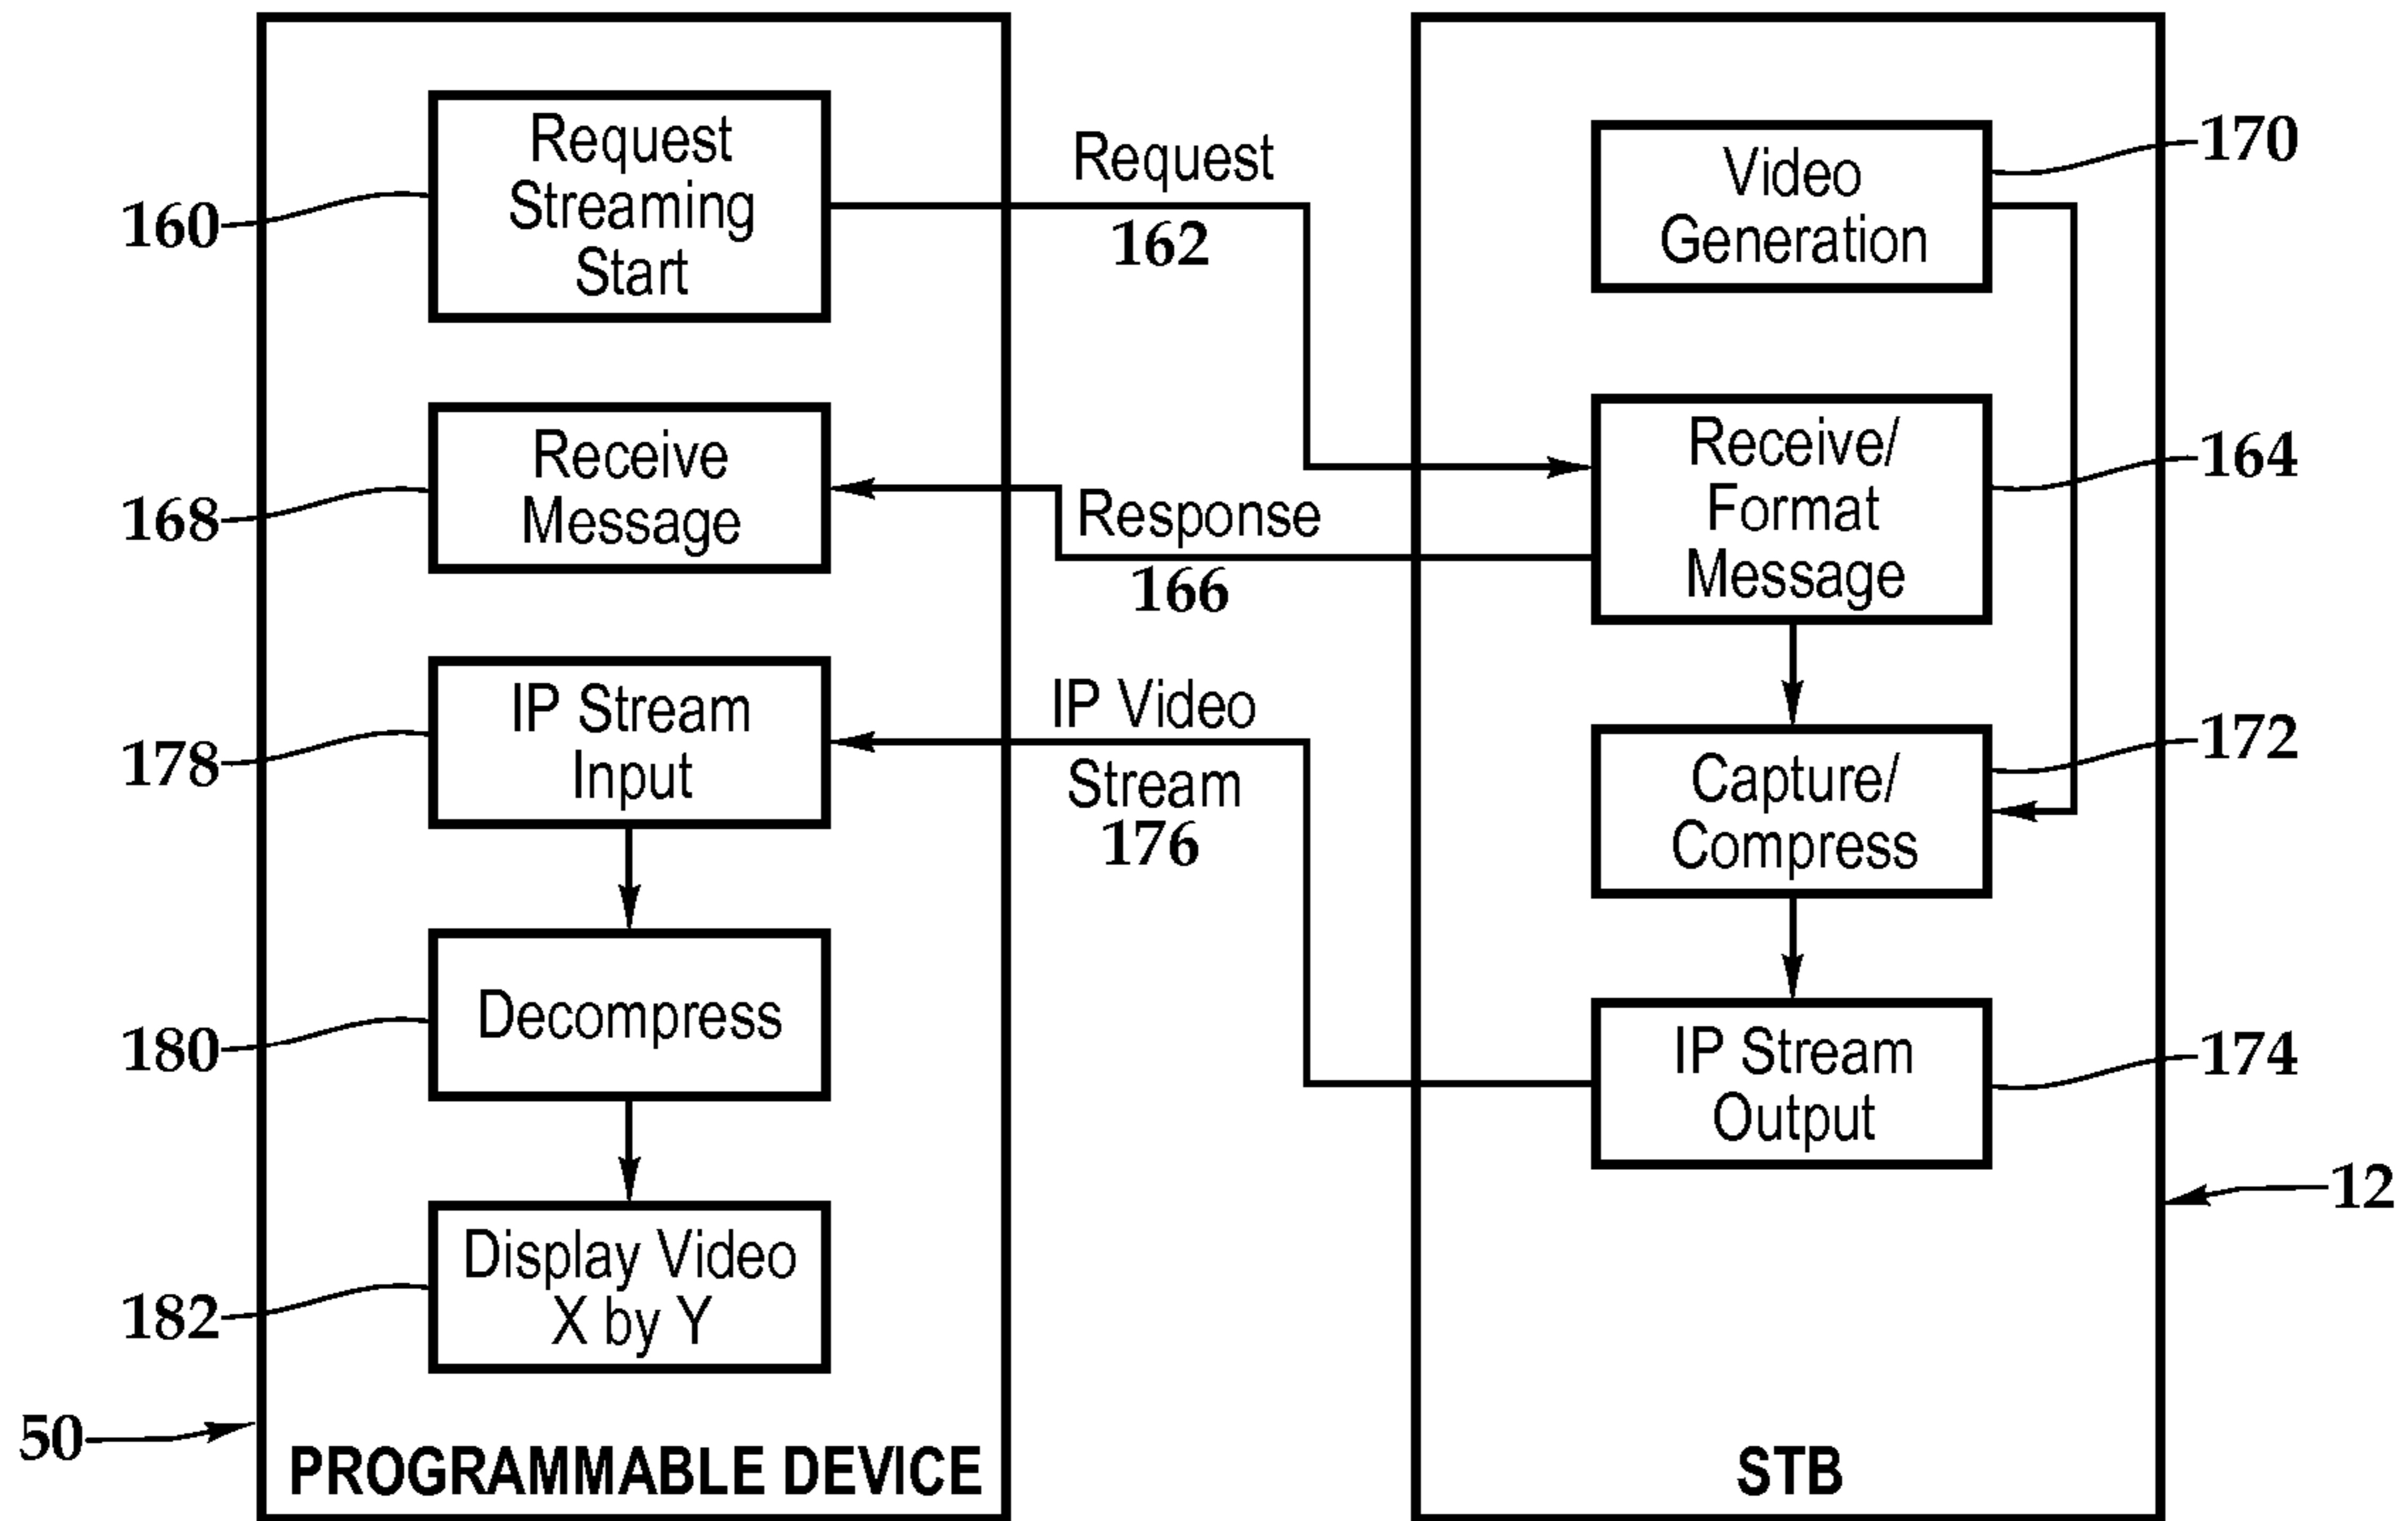 160
Request
Streaming
Start
Request
162
Video
Generation
170
168
Receive
Message
Response
166
Receive/
Format
Message
164
178
IP Stream
Input
IP Video
Stream
176
Capture/
Compress
172
180
Decompress
IP Stream
Output
174
182
Display Video
X by Y
12
50
PROGRAMMABLE DEVICE
STB